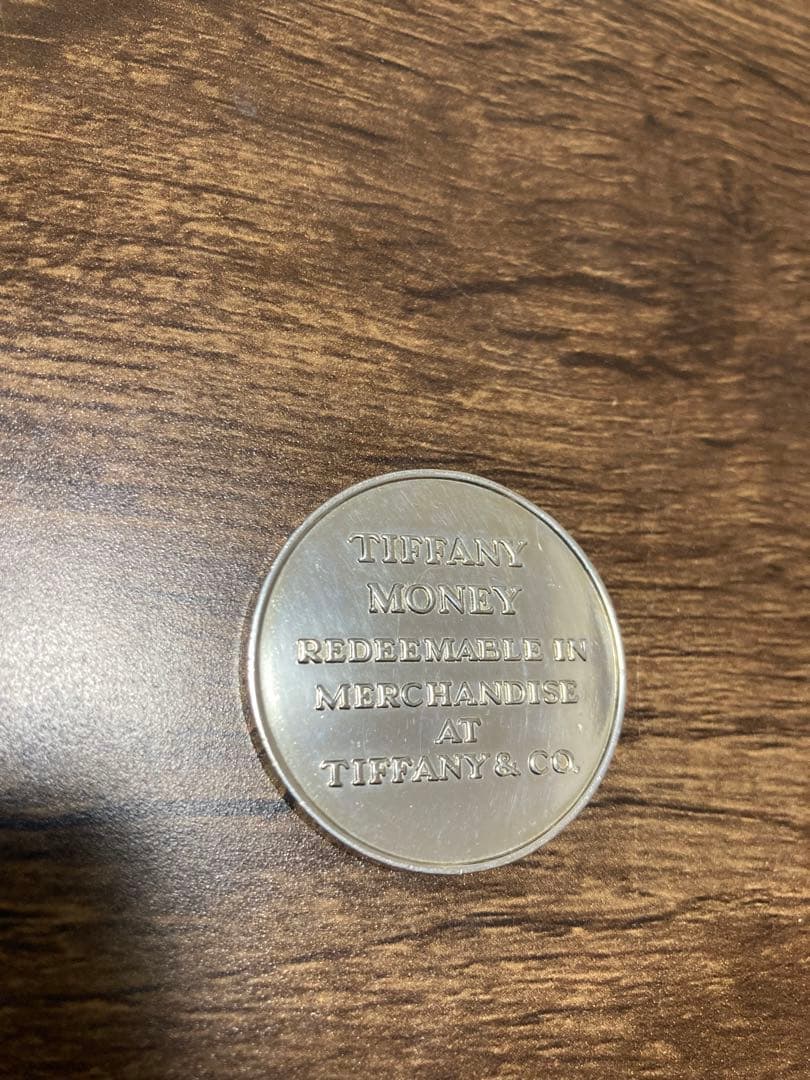 TIFFANY
MONEY
REDEEMABLE IN
MERCHANDISE
AT
TIFFANY & CO.